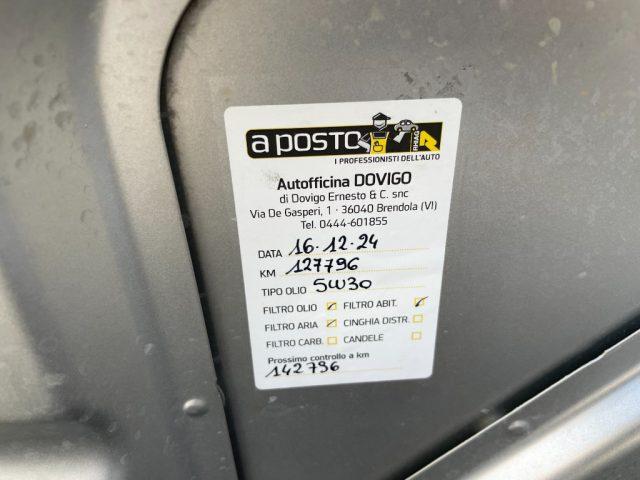 a posto
RHIAG
I PROFESSIONISTI DELL'AUTO
Autofficina DOVIGO
di Dovigo Ernesto & C. snc
Via De Gasperi, 1 - 36040 Brendola (VI)
Tel. 0444-601855
DATA 16-12-24
KM 127796
TIPO OLIO 5W30
FILTRO OLIO FILTRO ABIT.
FILTRO ARIA CINGHIA DISTR.
FILTRO CARB. CANDELE
Prossimo controllo a km
142796